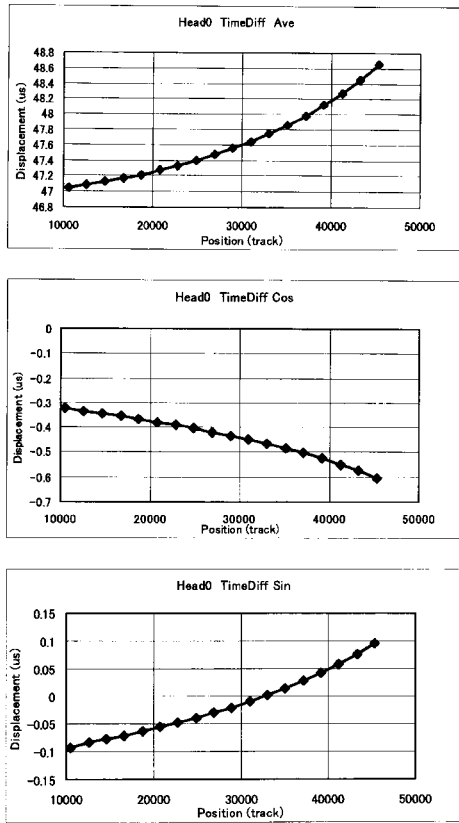 Head0 TimeDiff Ave
Displacement (us)
48.8
48.6
48.4
48.2
48
47.8
47.6
47.4
47.2
47
46.8
10000 20000 30000 40000 50000
Position (track)
Head0 TimeDiff Cos
Displacement (us)
0
-0.1
-0.2
-0.3
-0.4
-0.5
-0.6
-0.7
10000 20000 30000 40000 50000
Position (track)
Head0 TimeDiff Sin
Displacement (us)
0.15
0.1
0.05
0
-0.05
-0.1
-0.15
10000 20000 30000 40000 50000
Position (track)